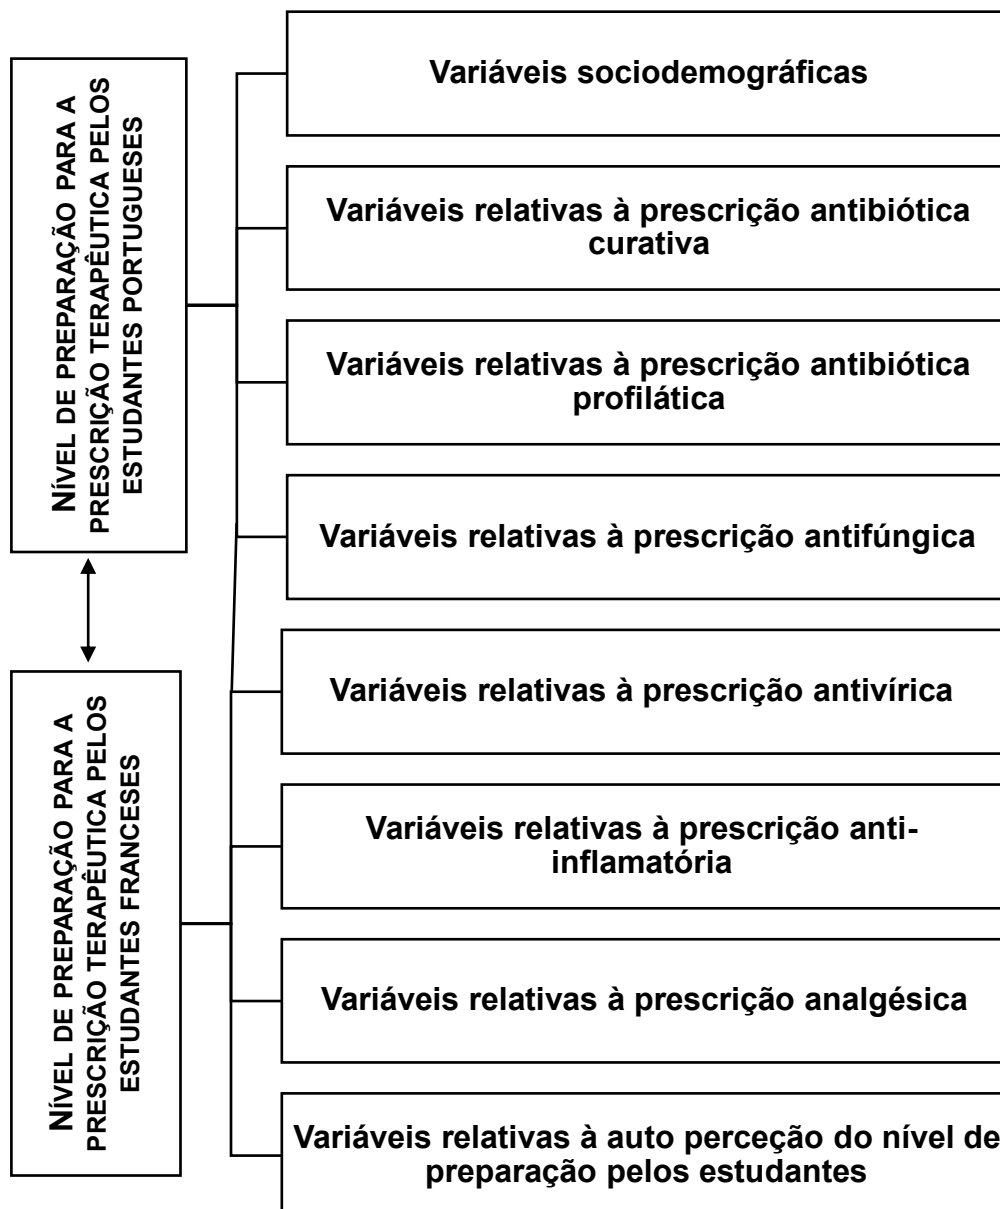 NÍVEL DE PREPARAÇÃO PARA A
PRESCRIÇÃO TERAPÊUTICA PELOS
ESTUDANTES PORTUGUESES
NÍVEL DE PREPARAÇÃO PARA A
PRESCRIÇÃO TERAPÊUTICA PELOS
ESTUDANTES FRANCESES
Variáveis sociodemográficas
Variáveis relativas à prescrição antibiótica
curativa
Variáveis relativas à prescrição antibiótica
profilática
Variáveis relativas à prescrição antifúngica
Variáveis relativas à prescrição antivírica
Variáveis relativas à prescrição anti-
inflamatória
Variáveis relativas à prescrição analgésica
Variáveis relativas à auto perceção do nível de
preparação pelos estudantes